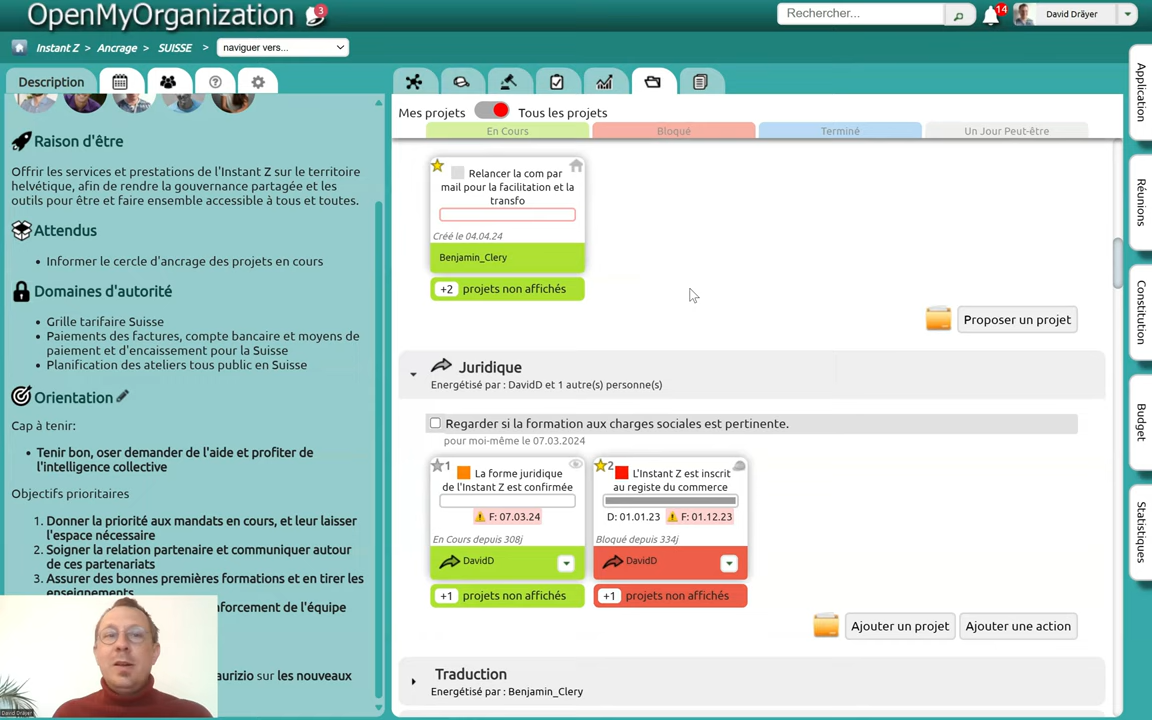 OpenMyOrganization 3
Rechercher...
14
David Dräyer
Instant Z > Ancrage > SUISSE > naviguer vers...
Description
Raison d'être
Offrir les services et prestations de l'Instant Z sur le territoire
helvétique, afin de rendre la gouvernance partagée et les
outils pour être et faire ensemble accessible à tous et toutes.
Attendus
Informer le cercle d'ancrage des projets en cours
Domaines d'autorité
Grille tarifaire Suisse
Paiements des factures, compte bancaire et moyens de
paiement et d'encaissement pour la Suisse
Planification des ateliers tous public en Suisse
Orientation
Cap à tenir:
Tenir bon, oser demander de l'aide et profiter de
l'intelligence collective
Objectifs prioritaires
1. Donner la priorité aux mandats en cours, et leur laisser
l'espace nécessaire
2. Soigner la relation partenaire et communiquer autour
de ces partenariats
3. Assurer des bonnes premières formations et en tirer les
enseignements
nforcement de l'équipe
aurizio sur les nouveaux
David Dräyer
Mes projets Tous les projets
En Cours
Bloqué
Terminé
Un Jour Peut-être
Relancer la com par
mail pour la facilitation et la
transfo
Créé le 04.04.24
Benjamin_Clery
+2 projets non affichés
Proposer un projet
Juridique
Energétisé par : DavidD et 1 autre(s) personne(s)
Regarder si la formation aux charges sociales est pertinente.
pour moi-même le 07.03.2024
1 La forme juridique
de l'Instant Z est confirmée
F: 07.03.24
En Cours depuis 308j
DavidD
+1 projets non affichés
2 L'Instant Z est inscrit
au registe du commerce
D: 01.01.23 F: 01.12.23
Bloqué depuis 334j
DavidD
+1 projets non affichés
Ajouter un projet
Ajouter une action
Traduction
Energétisé par : Benjamin_Clery
Application
Réunions
Constitution
Budget
Statistiques